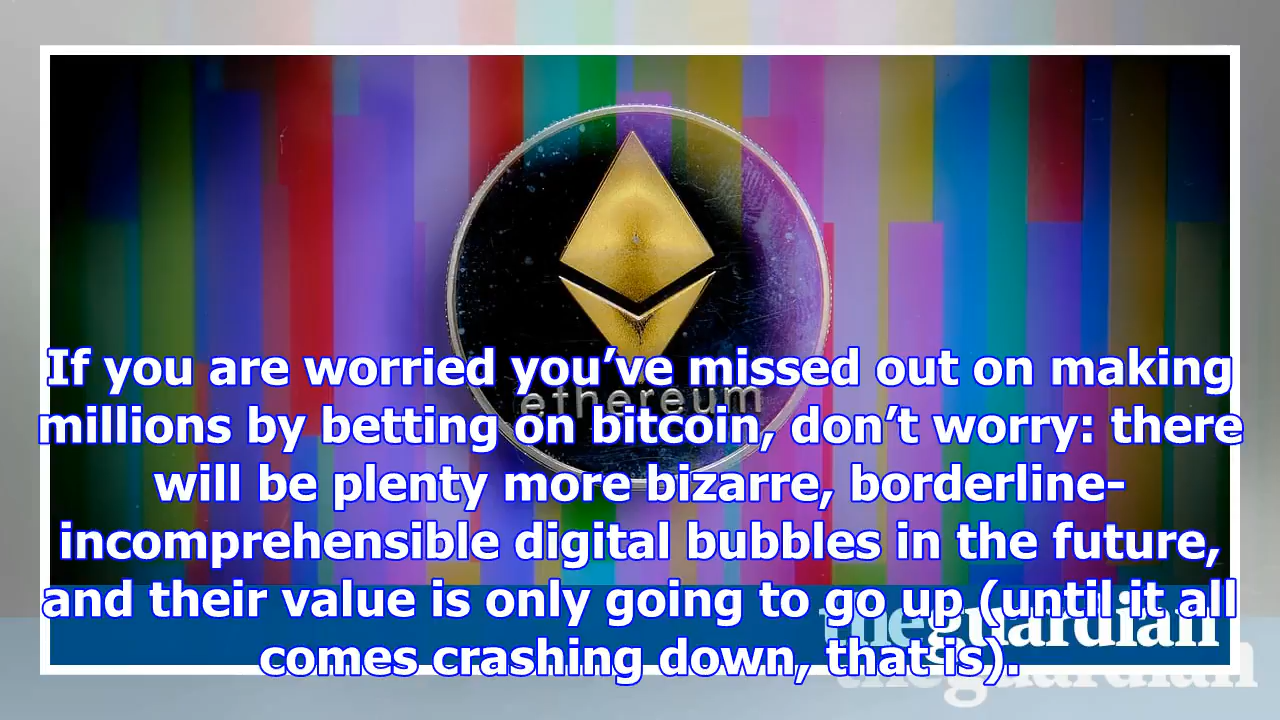 ethereum
If you are worried you’ve missed out on making
millions by betting on bitcoin, don’t worry: there
will be plenty more bizarre, borderline-
incomprehensible digital bubbles in the future,
and their value is only going to go up (until it all
comes crashing down, that is).
theguardian
theguardian